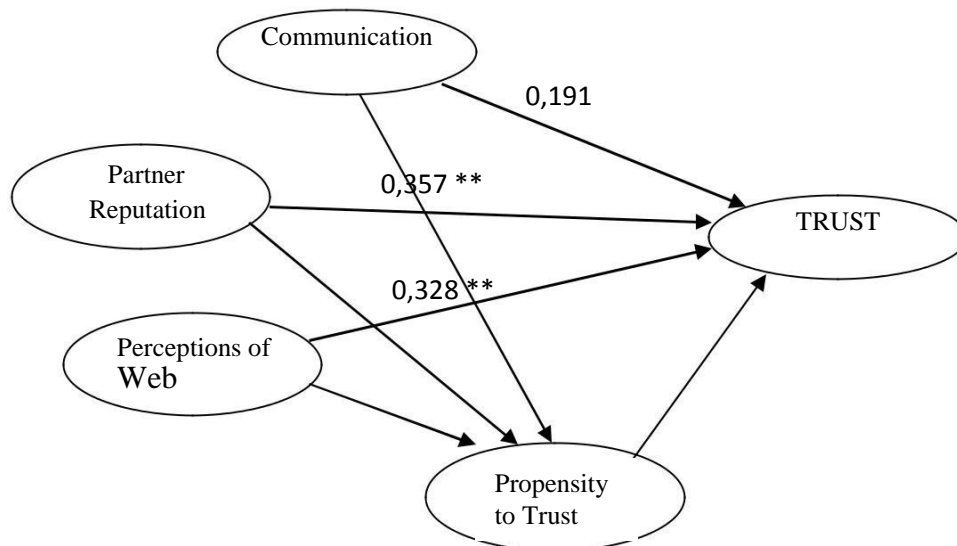 Communication
0,191
Partner
Reputation
0,357 **
TRUST
0,328 **
Perceptions of
Web
Propensity
to Trust